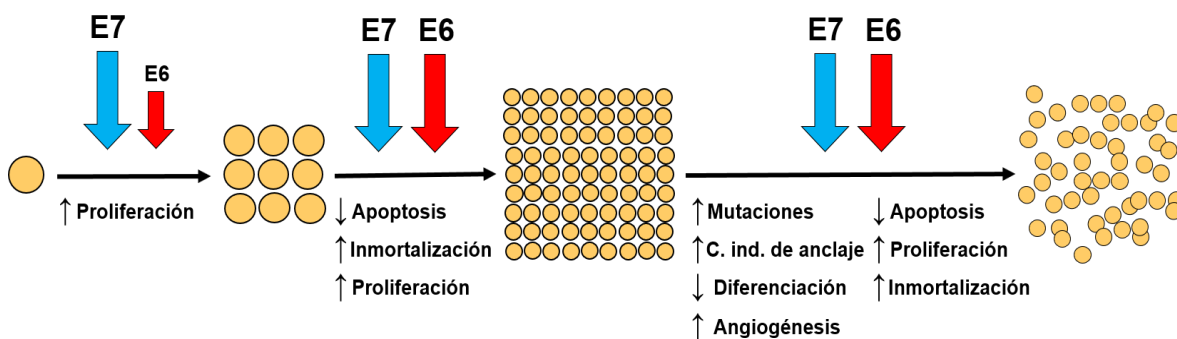 E7
E6
↑ Proliferación
E7 E6
↓ Apoptosis
↑ Inmortalización
↑ Proliferación
E7 E6
↑ Mutaciones
↑ C. ind. de anclaje
↓ Diferenciación
↑ Angiogénesis
↓ Apoptosis
↑ Proliferación
↑ Inmortalización